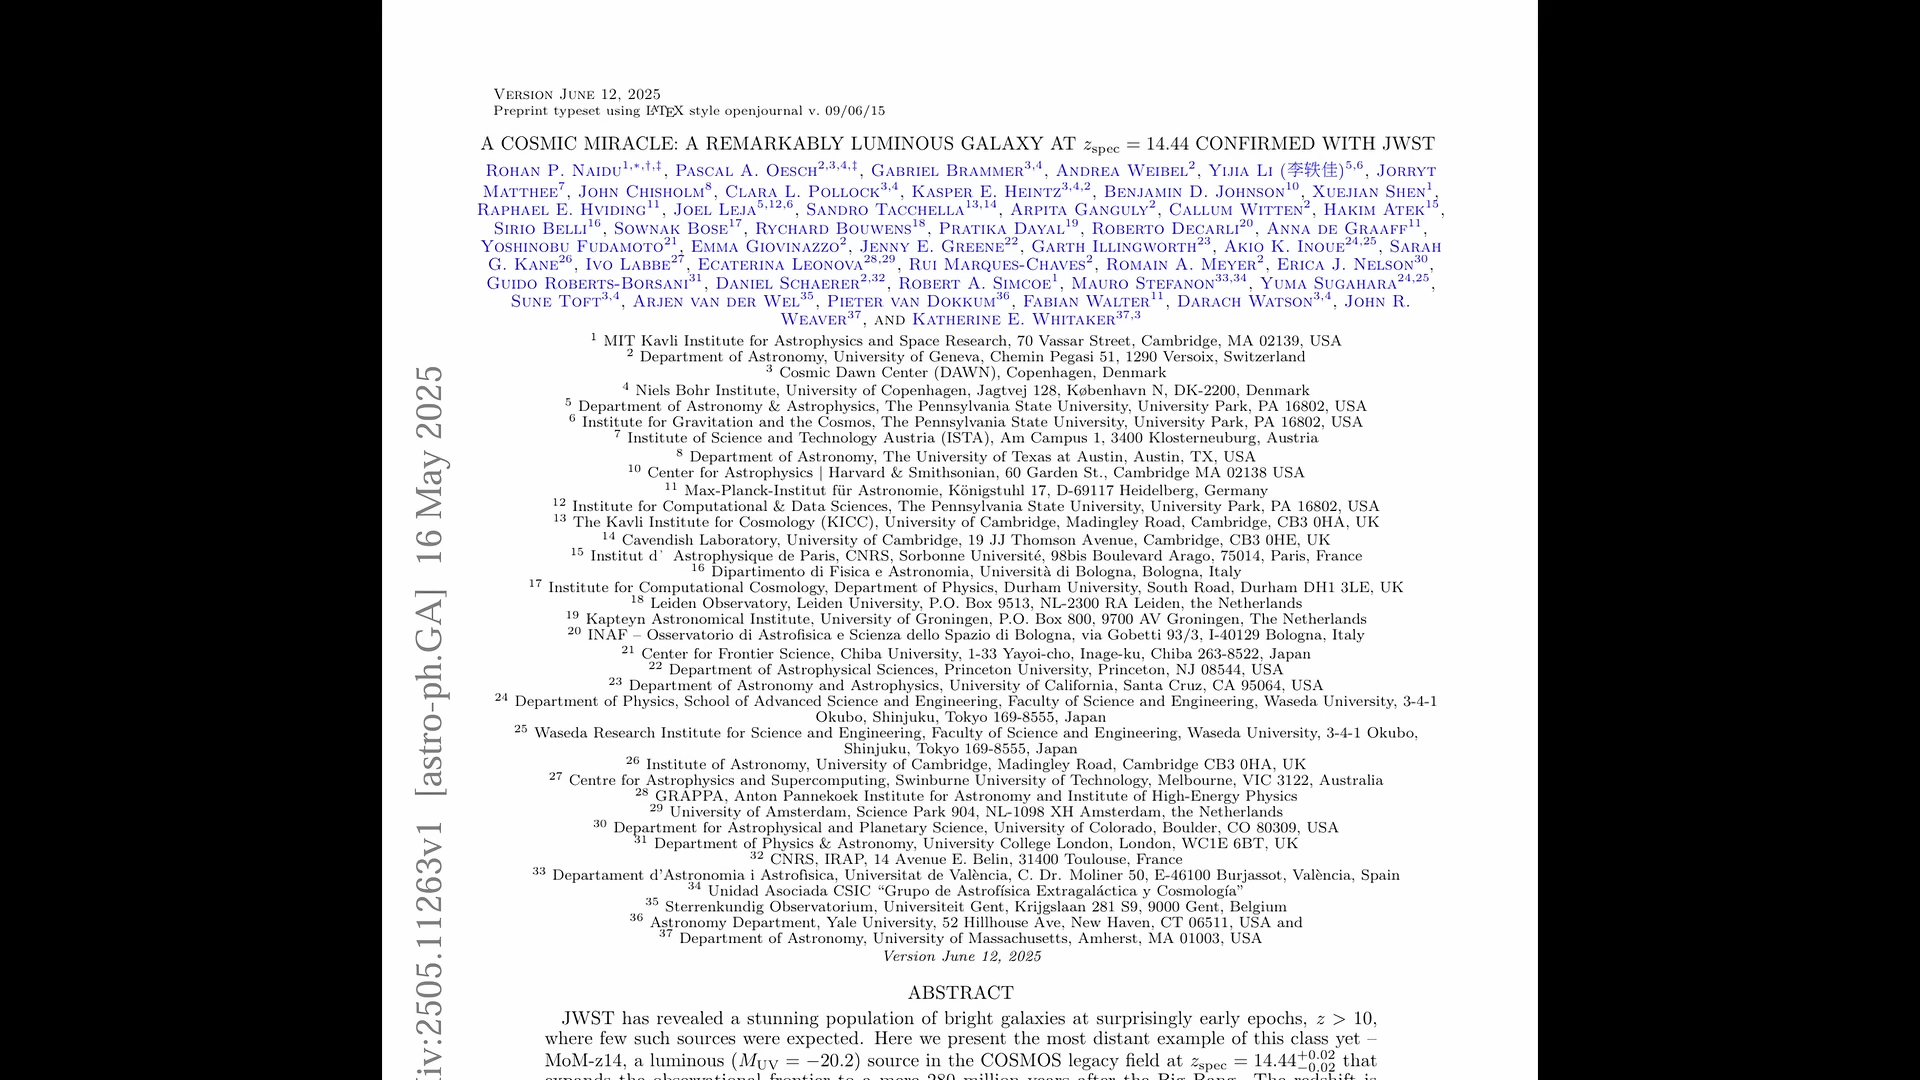 VERSION JUNE 12, 2025
Preprint typeset using LATEX style openjournal v. 09/06/15
A COSMIC MIRACLE: A REMARKABLY LUMINOUS GALAXY AT z_spec = 14.44 CONFIRMED WITH JWST
ROHAN P. NAIDU1,*,†,‡, PASCAL A. OESCH2,3,4,‡, GABRIEL BRAMMER3,4, ANDREA WEIBEL2, YIJIA LI (李轶佳)5,6, JORRYT
MATTHEE7, JOHN CHISHOLM8, CLARA L. POLLOCK3,4, KASPER E. HEINTZ3,4,2, BENJAMIN D. JOHNSON10, XUEJIAN SHEN1,
RAPHAEL E. HVIDING11, JOEL LEJA5,12,6, SANDRO TACCHELLA13,14, ARPITA GANGULY2, CALLUM WITTEN2, HAKIM ATEK15,
SIRIO BELLI16, SOWNAK BOSE17, RYCHARD BOUWENS18, PRATIKA DAYAL19, ROBERTO DECARLI20, ANNA DE GRAAFF11,
YOSHINOBU FUDAMOTO21, EMMA GIOVINAZZO2, JENNY E. GREENE22, GARTH ILLINGWORTH23, AKIO K. INOUE24,25, SARAH
G. KANE26, IVO LABBE27, ECATERINA LEONOVA28,29, RUI MARQUES-CHAVES2, ROMAIN A. MEYER2, ERICA J. NELSON30,
GUIDO ROBERTS-BORSANI31, DANIEL SCHAERER2,32, ROBERT A. SIMCOE1, MAURO STEFANON33,34, YUMA SUGAHARA24,25,
SUNE TOFT3,4, ARJEN VAN DER WEL35, PIETER VAN DOKKUM36, FABIAN WALTER11, DARACH WATSON3,4, JOHN R.
WEAVER37, AND KATHERINE E. WHITAKER37,3
1 MIT Kavli Institute for Astrophysics and Space Research, 70 Vassar Street, Cambridge, MA 02139, USA
2 Department of Astronomy, University of Geneva, Chemin Pegasi 51, 1290 Versoix, Switzerland
3 Cosmic Dawn Center (DAWN), Copenhagen, Denmark
4 Niels Bohr Institute, University of Copenhagen, Jagtvej 128, København N, DK-2200, Denmark
5 Department of Astronomy & Astrophysics, The Pennsylvania State University, University Park, PA 16802, USA
6 Institute for Gravitation and the Cosmos, The Pennsylvania State University, University Park, PA 16802, USA
7 Institute of Science and Technology Austria (ISTA), Am Campus 1, 3400 Klosterneuburg, Austria
8 Department of Astronomy, The University of Texas at Austin, Austin, TX, USA
10 Center for Astrophysics | Harvard & Smithsonian, 60 Garden St., Cambridge MA 02138 USA
11 Max-Planck-Institut für Astronomie, Königstuhl 17, D-69117 Heidelberg, Germany
12 Institute for Computational & Data Sciences, The Pennsylvania State University, University Park, PA 16802, USA
13 The Kavli Institute for Cosmology (KICC), University of Cambridge, Madingley Road, Cambridge, CB3 0HA, UK
14 Cavendish Laboratory, University of Cambridge, 19 JJ Thomson Avenue, Cambridge, CB3 0HE, UK
15 Institut d' Astrophysique de Paris, CNRS, Sorbonne Université, 98bis Boulevard Arago, 75014, Paris, France
16 Dipartimento di Fisica e Astronomia, Università di Bologna, Bologna, Italy
17 Institute for Computational Cosmology, Department of Physics, Durham University, South Road, Durham DH1 3LE, UK
18 Leiden Observatory, Leiden University, P.O. Box 9513, NL-2300 RA Leiden, the Netherlands
19 Kapteyn Astronomical Institute, University of Groningen, P.O. Box 800, 9700 AV Groningen, The Netherlands
20 INAF – Osservatorio di Astrofisica e Scienza dello Spazio di Bologna, via Gobetti 93/3, I-40129 Bologna, Italy
21 Center for Frontier Science, Chiba University, 1-33 Yayoi-cho, Inage-ku, Chiba 263-8522, Japan
22 Department of Astrophysical Sciences, Princeton University, Princeton, NJ 08544, USA
23 Department of Astronomy and Astrophysics, University of California, Santa Cruz, CA 95064, USA
24 Department of Physics, School of Advanced Science and Engineering, Faculty of Science and Engineering, Waseda University, 3-4-1
Okubo, Shinjuku, Tokyo 169-8555, Japan
25 Waseda Research Institute for Science and Engineering, Faculty of Science and Engineering, Waseda University, 3-4-1 Okubo,
Shinjuku, Tokyo 169-8555, Japan
26 Institute of Astronomy, University of Cambridge, Madingley Road, Cambridge CB3 0HA, UK
27 Centre for Astrophysics and Supercomputing, Swinburne University of Technology, Melbourne, VIC 3122, Australia
28 GRAPPA, Anton Pannekoek Institute for Astronomy and Institute of High-Energy Physics
29 University of Amsterdam, Science Park 904, NL-1098 XH Amsterdam, the Netherlands
30 Department for Astrophysical and Planetary Science, University of Colorado, Boulder, CO 80309, USA
31 Department of Physics & Astronomy, University College London, London, WC1E 6BT, UK
32 CNRS, IRAP, 14 Avenue E. Belin, 31400 Toulouse, France
33 Departament d'Astronomia i Astrofisica, Universitat de València, C. Dr. Moliner 50, E-46100 Burjassot, València, Spain
34 Unidad Asociada CSIC “Grupo de Astrofísica Extragaláctica y Cosmología”
35 Sterrenkundig Observatorium, Universiteit Gent, Krijgslaan 281 S9, 9000 Gent, Belgium
36 Astronomy Department, Yale University, 52 Hillhouse Ave, New Haven, CT 06511, USA and
37 Department of Astronomy, University of Massachusetts, Amherst, MA 01003, USA
Version June 12, 2025
ABSTRACT
JWST has revealed a stunning population of bright galaxies at surprisingly early epochs, z > 10,
where few such sources were expected. Here we present the most distant example of this class yet –
MoM-z14, a luminous (M_UV = −20.2) source in the COSMOS legacy field at z_spec = 14.44+0.02−0.02 that
expands the observational frontier to a mere 280 million years after the Big Bang. The redshift is
iv:2505.11263v1 [astro-ph.GA] 16 May 2025